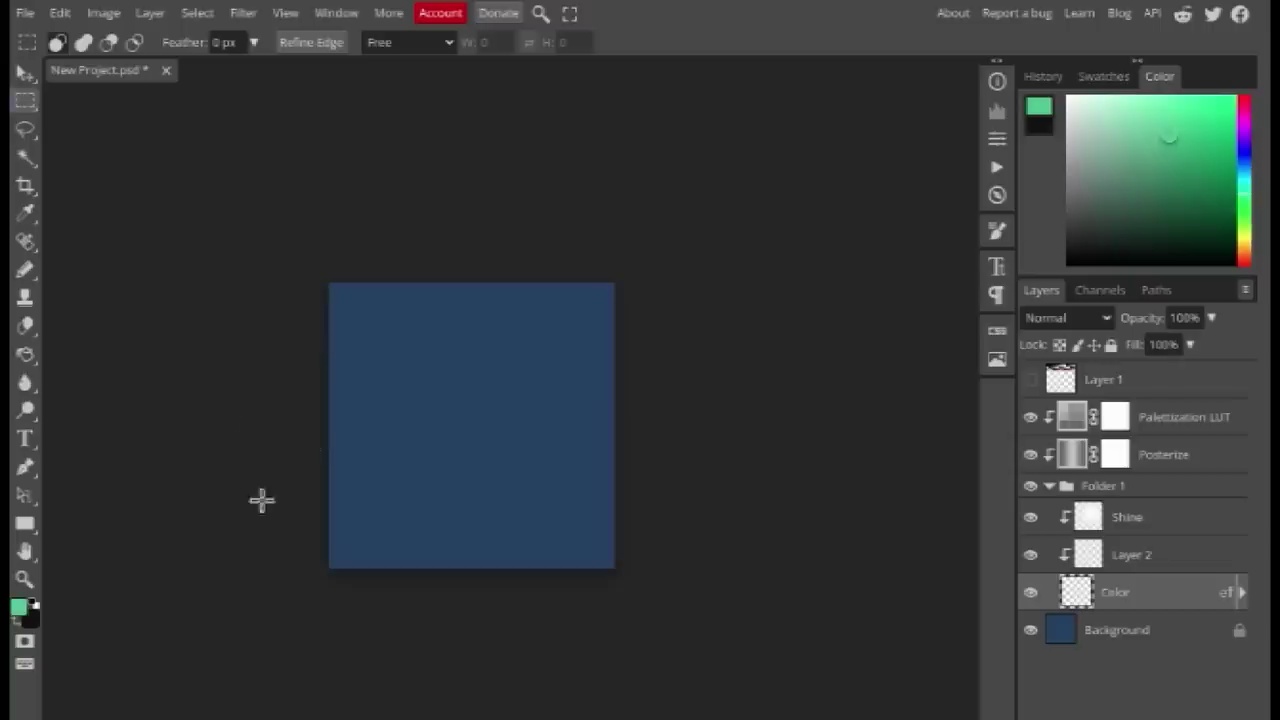 File Edit Image Layer Select Filter View Window More Account Donate About Report a bug Learn Blog API
Feather: 0 px Refine Edge Free W: 0 H: 0
New Project.psd *
History Swatches Color
Layers Channels Paths
Normal Opacity: 100%
Lock: Fill: 100%
Layer 1
Palettization LUT
Posterize
Folder 1
Shine
Layer 2
Color eff
Background
CSS